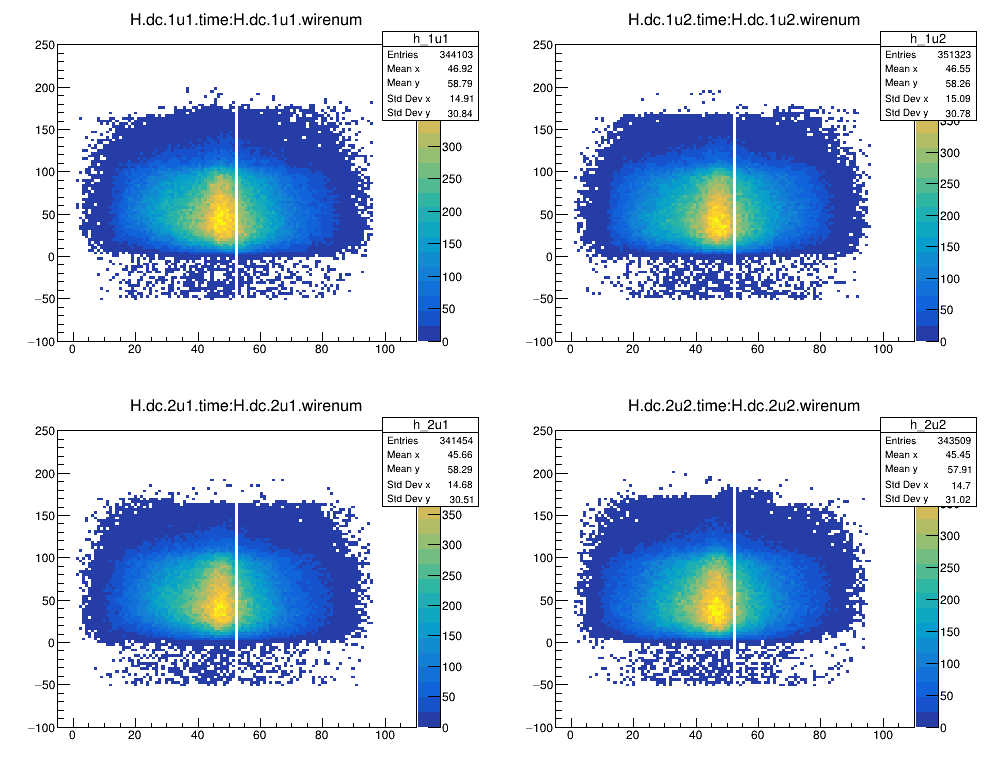 H.dc.1u1.time:H.dc.1u1.wirenum
h_1u1
Entries 344103
Mean x 46.92
Mean y 58.79
Std Dev x 14.91
Std Dev y 30.84
250
200
150
100
50
0
−50
−100
0 20 40 60 80 100
300
250
200
150
100
50
0
H.dc.1u2.time:H.dc.1u2.wirenum
h_1u2
Entries 351323
Mean x 46.55
Mean y 58.26
Std Dev x 15.09
Std Dev y 30.78
250
200
150
100
50
0
−50
−100
0 20 40 60 80 100
350
300
250
200
150
100
50
0
H.dc.2u1.time:H.dc.2u1.wirenum
h_2u1
Entries 341454
Mean x 45.66
Mean y 58.29
Std Dev x 14.68
Std Dev y 30.51
250
200
150
100
50
0
−50
−100
0 20 40 60 80 100
350
300
250
200
150
100
50
0
H.dc.2u2.time:H.dc.2u2.wirenum
h_2u2
Entries 343509
Mean x 45.45
Mean y 57.91
Std Dev x 14.7
Std Dev y 31.02
250
200
150
100
50
0
−50
−100
0 20 40 60 80 100
300
250
200
150
100
50
0